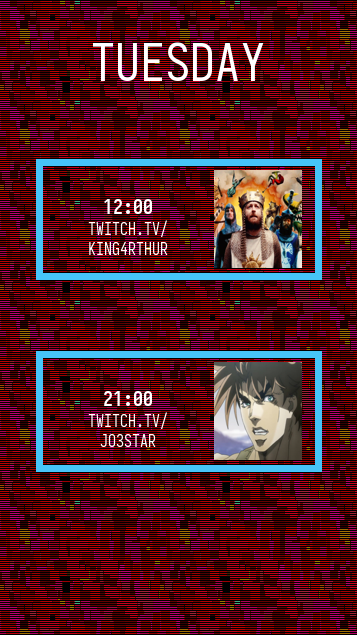 TUESDAY
12:00
TWITCH.TV/
KING4RTHUR
21:00
TWITCH.TV/
JO3STAR